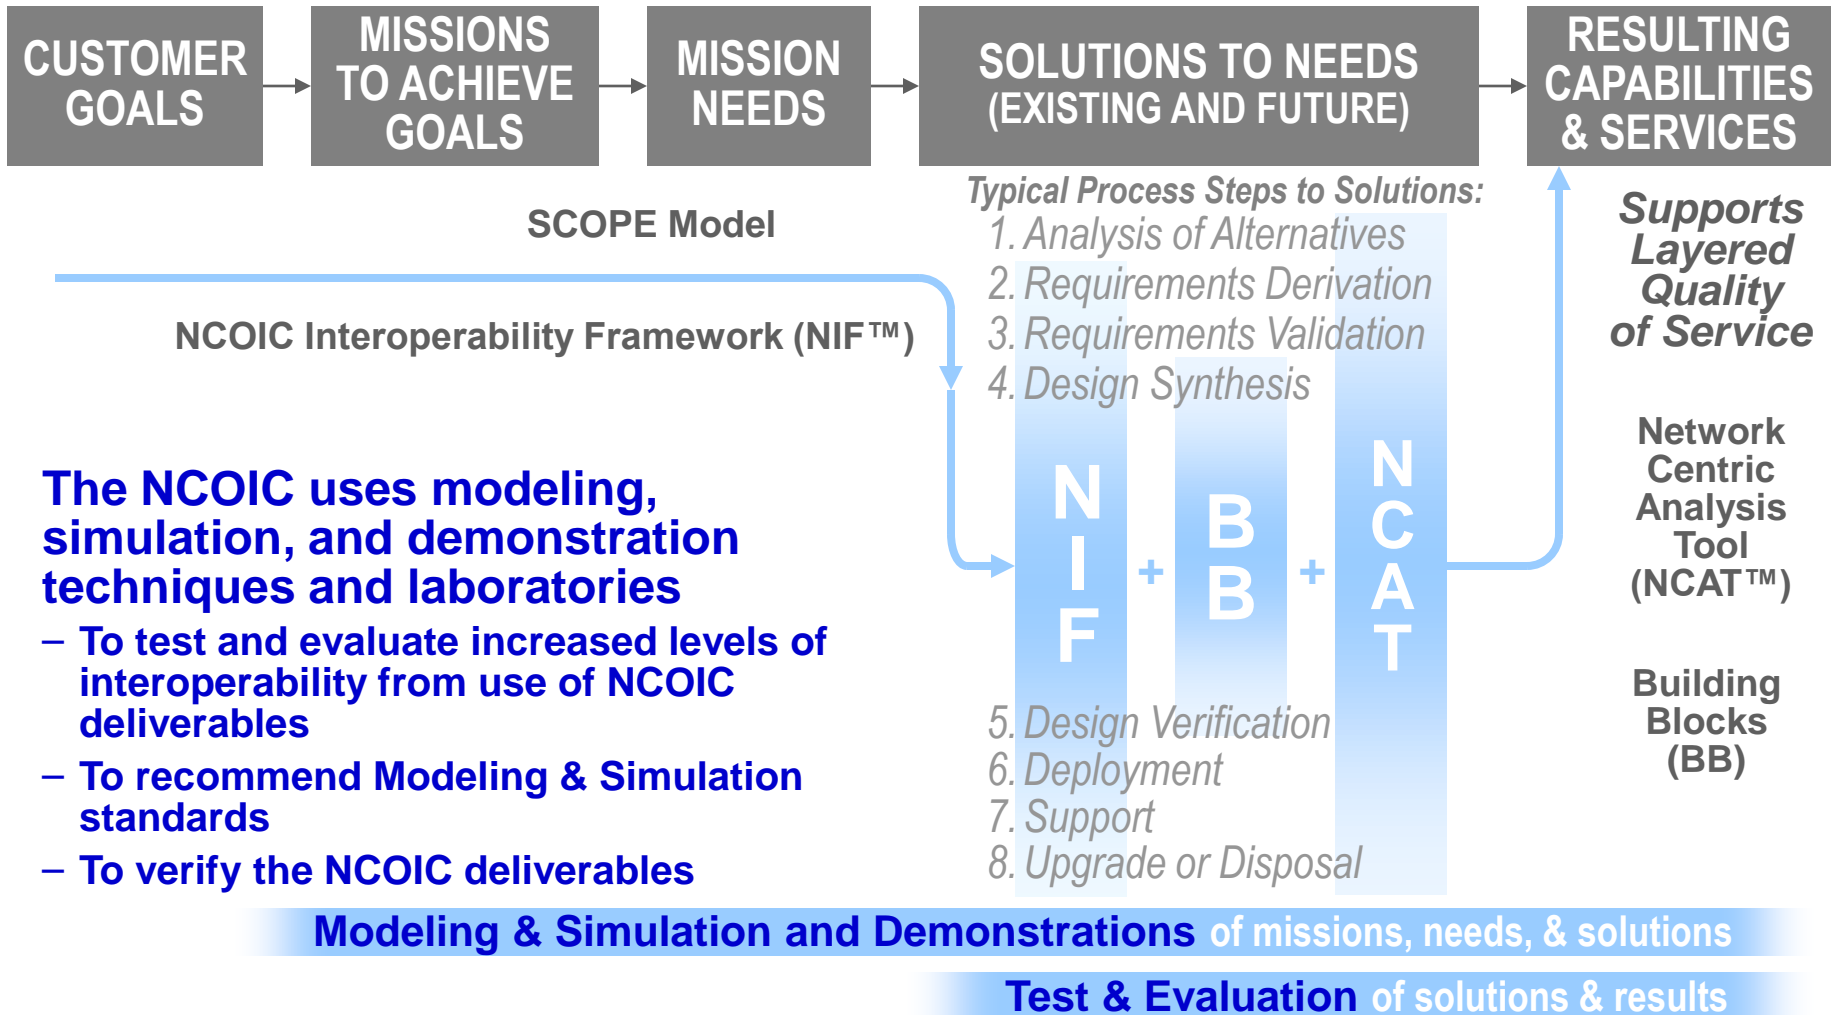 CUSTOMER
GOALS
MISSIONS
TO ACHIEVE
GOALS
MISSION
NEEDS
SOLUTIONS TO NEEDS
(EXISTING AND FUTURE)
RESULTING
CAPABILITIES
& SERVICES
SCOPE Model
NCOIC Interoperability Framework (NIF™)
Typical Process Steps to Solutions:
1. Analysis of Alternatives
2. Requirements Derivation
3. Requirements Validation
4. Design Synthesis
N
I
F
+
B
B
+
N
C
A
T
5. Design Verification
6. Deployment
7. Support
8. Upgrade or Disposal
Supports
Layered
Quality
of Service
Network
Centric
Analysis
Tool
(NCAT™)
Building
Blocks
(BB)
The NCOIC uses modeling,
simulation, and demonstration
techniques and laboratories
– To test and evaluate increased levels of
interoperability from use of NCOIC
deliverables
– To recommend Modeling & Simulation
standards
– To verify the NCOIC deliverables
Modeling & Simulation and Demonstrations of missions, needs, & solutions
Test & Evaluation of solutions & results